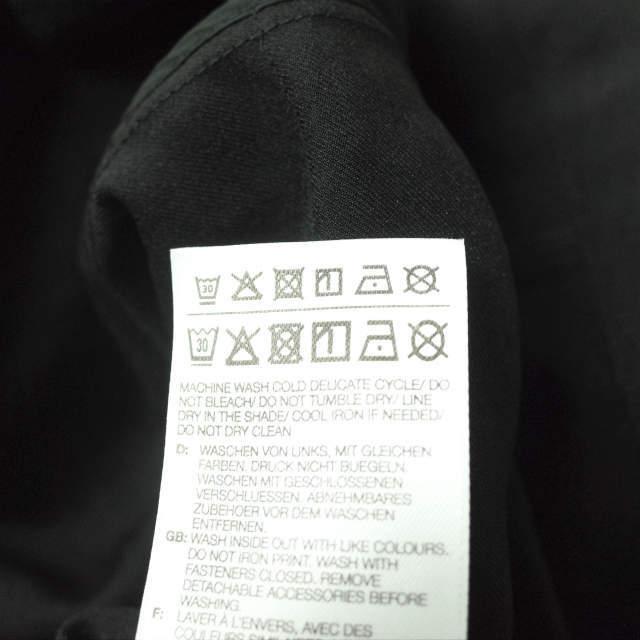 30
30
MACHINE WASH COLD DELICATE CYCLE/ DO
NOT BLEACH/ DO NOT TUMBLE DRY/ LINE
DRY IN THE SHADE/ COOL IRON IF NEEDED/
DO NOT DRY CLEAN
D: WASCHEN VON LINKS, MIT GLEICHEN
FARBEN. DRUCK NICHT BUEGELN.
WASCHEN MIT GESCHLOSSENEN
VERSCHLUESSEN. ABNEHMBARES
ZUBEHOER VOR DEM WASCHEN
ENTFERNEN.
GB: WASH INSIDE OUT WITH LIKE COLOURS..
DO NOT IRON PRINT. WASH WITH
FASTENERS CLOSED. REMOVE
DETACHABLE ACCESSORIES BEFORE
WASHING.
F: LAVER À L'ENVERS, AVEC DES
COULEURS